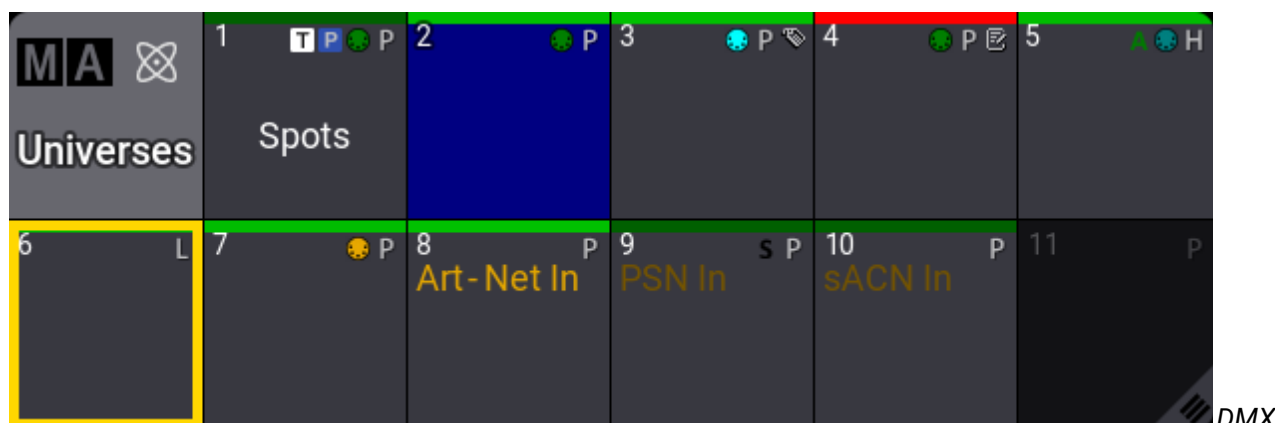 MA
Universes
1 T P P
Spots
2 P
3 P
4 P
5 A H
6 L
7 P
8 P
Art-Net In
9 S P
PSN In
10 P
sACN In
11 P
DMX